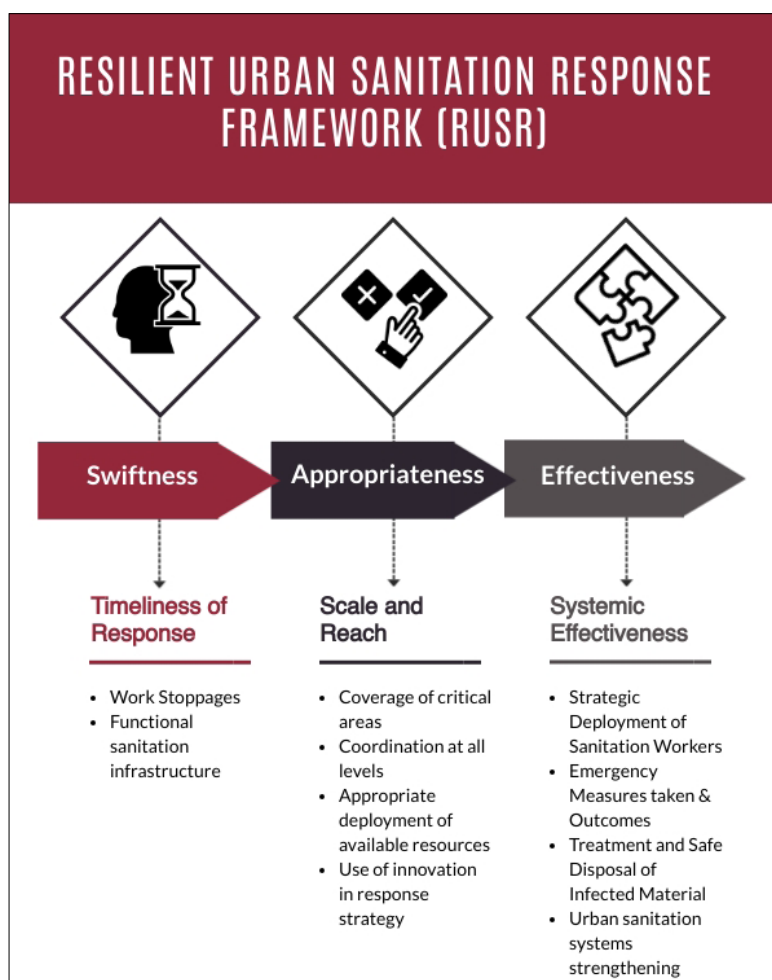 RESILIENT URBAN SANITATION RESPONSE
FRAMEWORK (RUSR)
Swiftness
Appropriateness
Effectiveness
Timeliness of
Response
• Work Stoppages
• Functional
sanitation
infrastructure
Scale and
Reach
• Coverage of critical
areas
• Coordination at all
levels
• Appropriate
deployment of
available resources
• Use of innovation
in response
strategy
Systemic
Effectiveness
• Strategic
Deployment of
Sanitation Workers
• Emergency
Measures taken &
Outcomes
• Treatment and Safe
Disposal of
Infected Material
• Urban sanitation
systems
strengthening